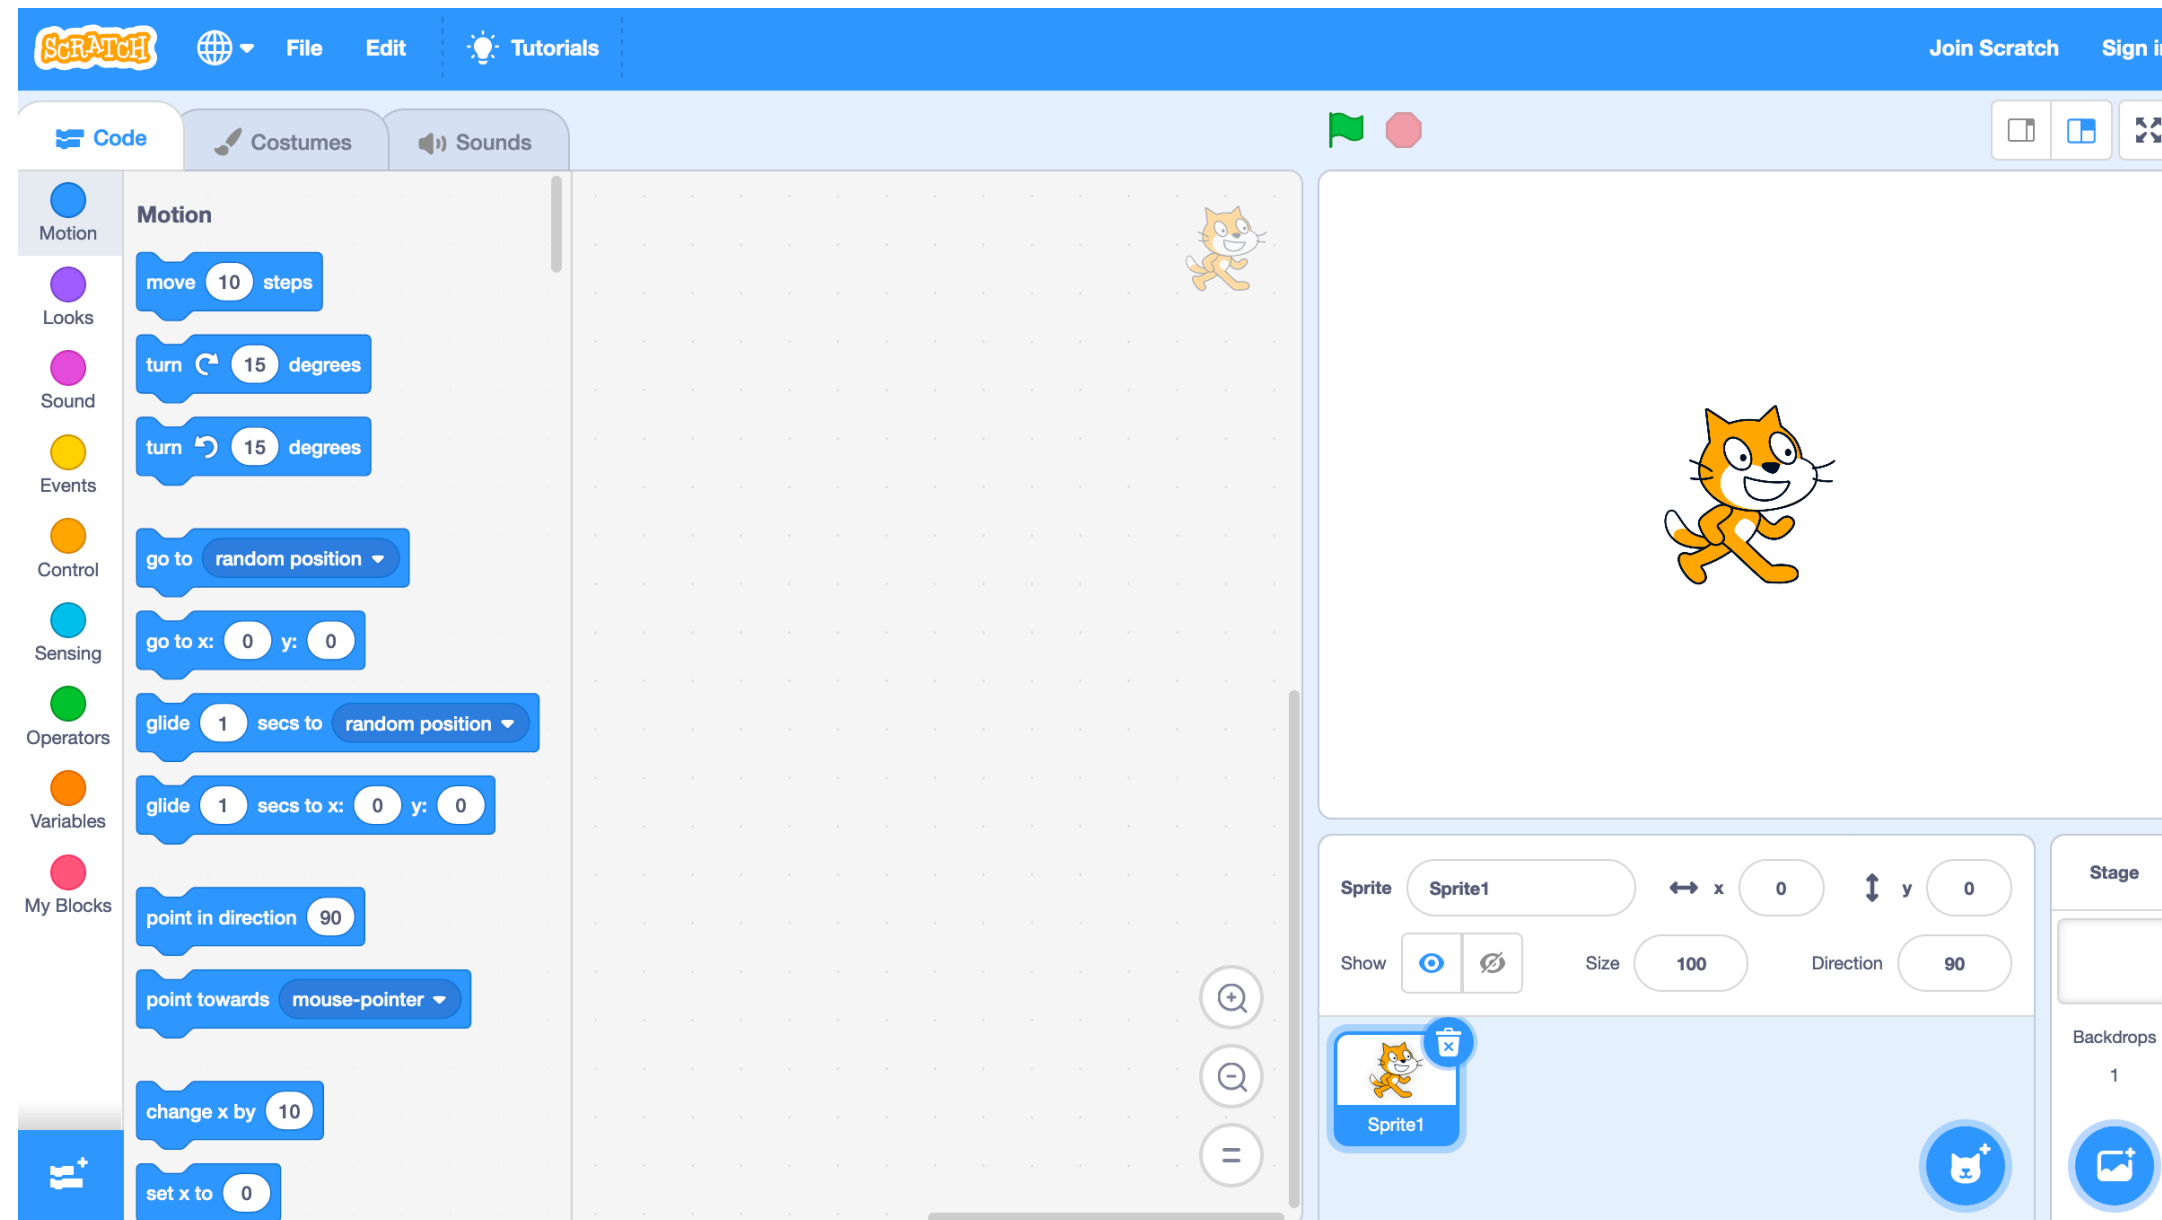 SCRATCH File Edit Tutorials Join Scratch Sign in
Code Costumes Sounds
Motion
Looks
Sound
Events
Control
Sensing
Operators
Variables
My Blocks
Motion
move 10 steps
turn 15 degrees
turn 15 degrees
go to random position
go to x: 0 y: 0
glide 1 secs to random position
glide 1 secs to x: 0 y: 0
point in direction 90
point towards mouse-pointer
change x by 10
set x to 0
Sprite Sprite1 x 0 y 0
Show Size 100 Direction 90
Sprite1
Stage
Backdrops
1